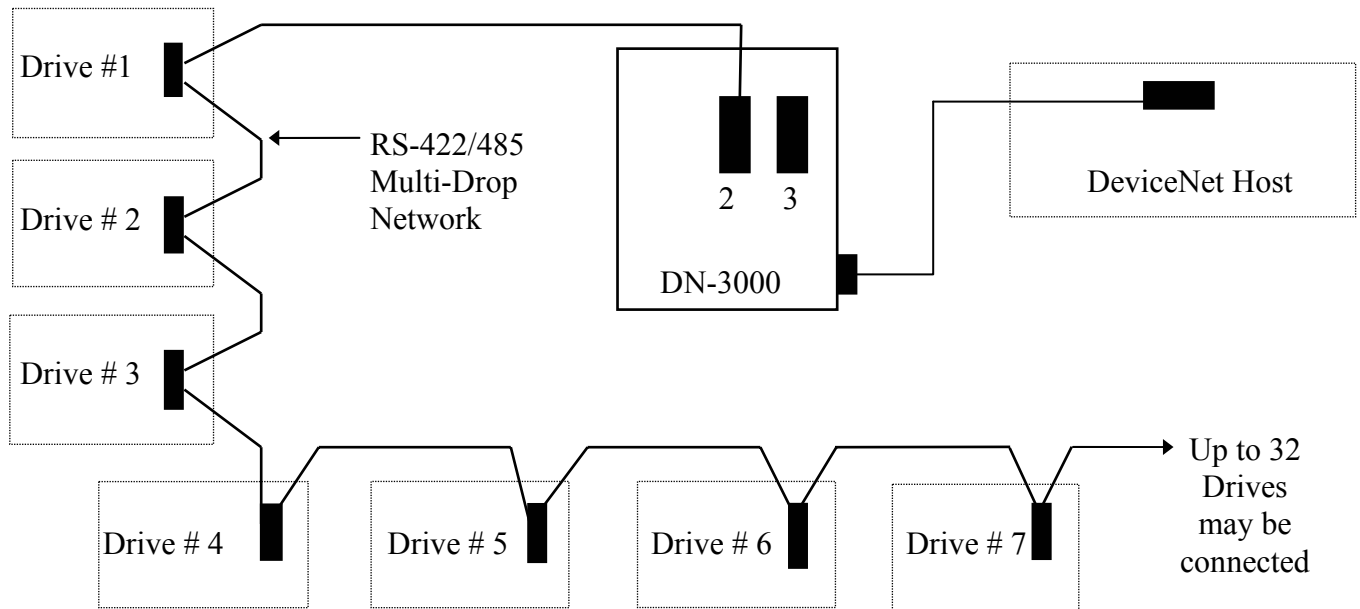 Drive #1
RS-422/485
Multi-Drop
Network
2
3
DN-3000
DeviceNet Host
Drive # 2
Drive # 3
Drive # 4
Drive # 5
Drive # 6
Drive # 7
Up to 32
Drives
may be
connected